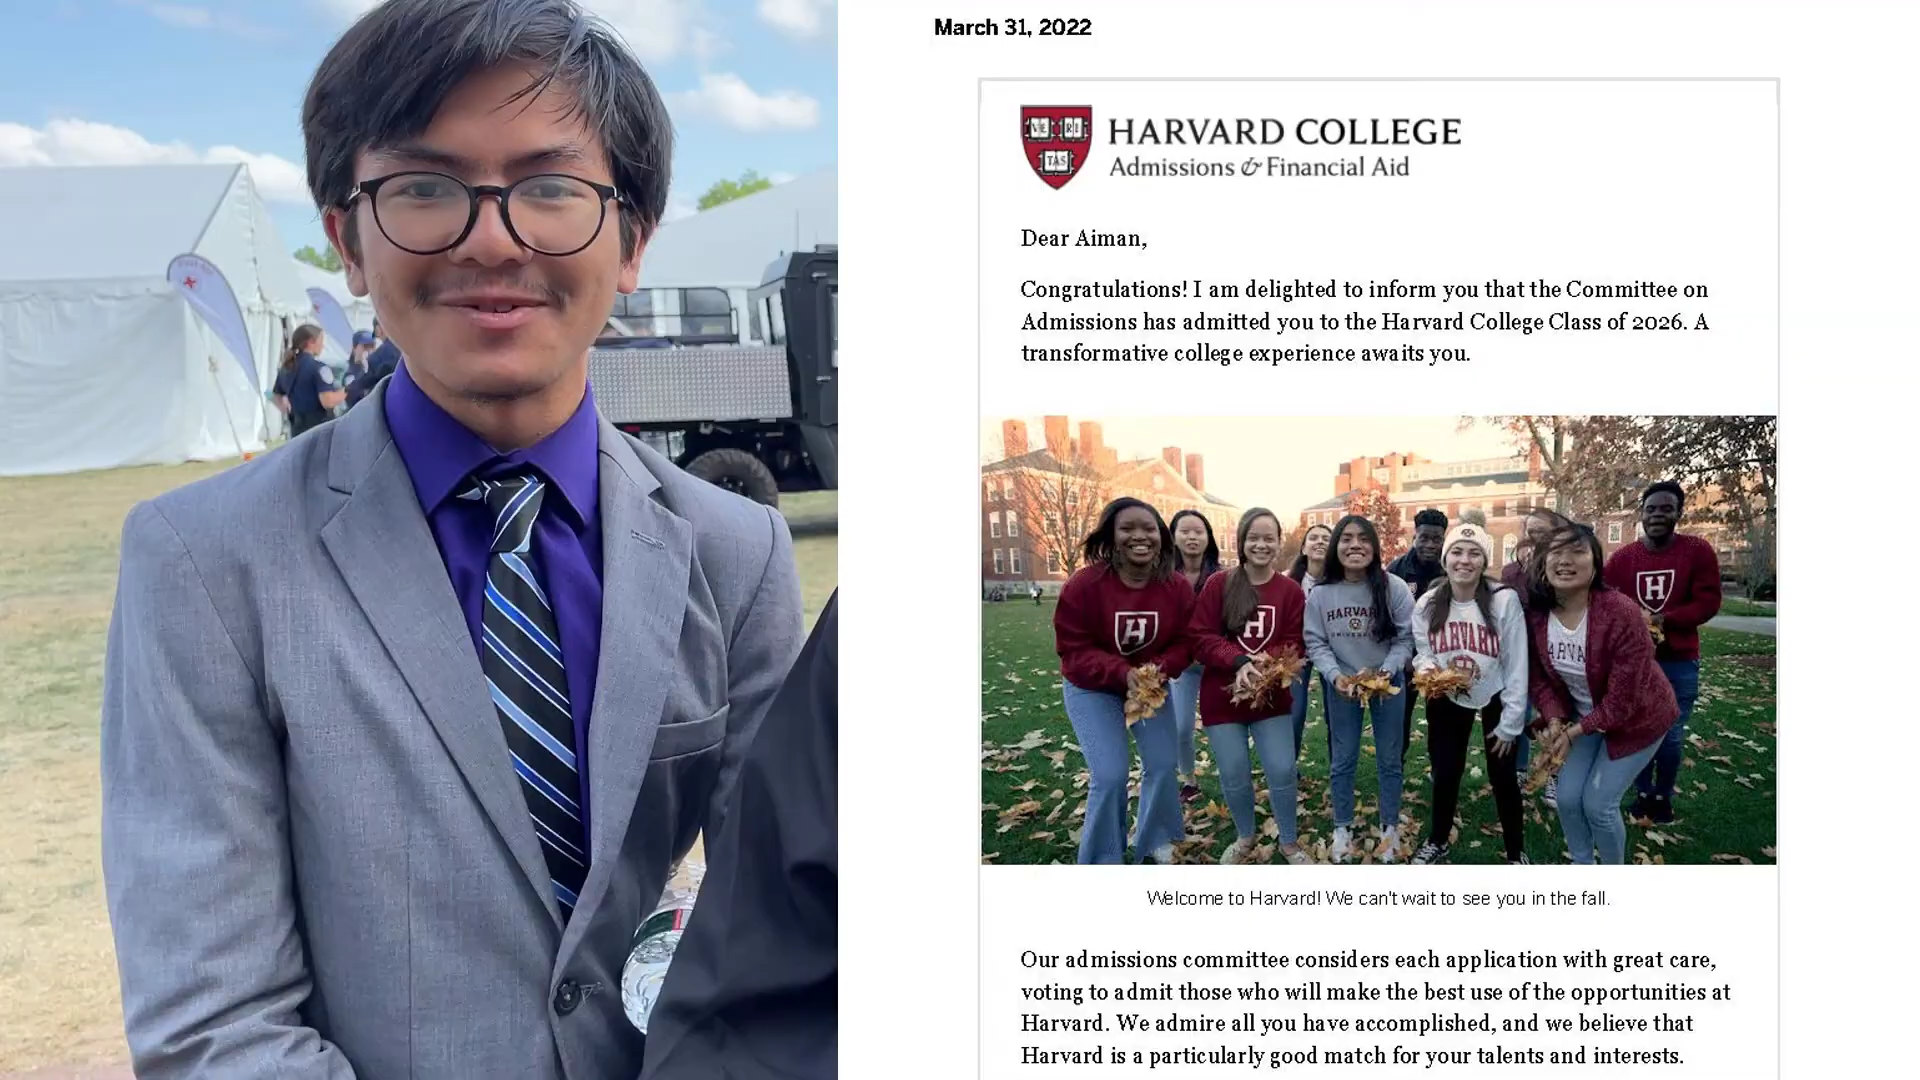 March 31, 2022
VE RI
TAS
HARVARD COLLEGE
Admissions & Financial Aid
Dear Aiman,
Congratulations! I am delighted to inform you that the Committee on
Admissions has admitted you to the Harvard College Class of 2026. A
transformative college experience awaits you.
H
H
HARVARD
HARVARD
H
Welcome to Harvard! We can't wait to see you in the fall.
Our admissions committee considers each application with great care,
voting to admit those who will make the best use of the opportunities at
Harvard. We admire all you have accomplished, and we believe that
Harvard is a particularly good match for your talents and interests.